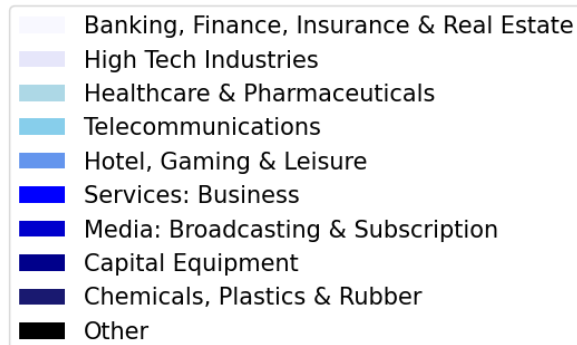 Banking, Finance, Insurance & Real Estate
High Tech Industries
Healthcare & Pharmaceuticals
Telecommunications
Hotel, Gaming & Leisure
Services: Business
Media: Broadcasting & Subscription
Capital Equipment
Chemicals, Plastics & Rubber
Other